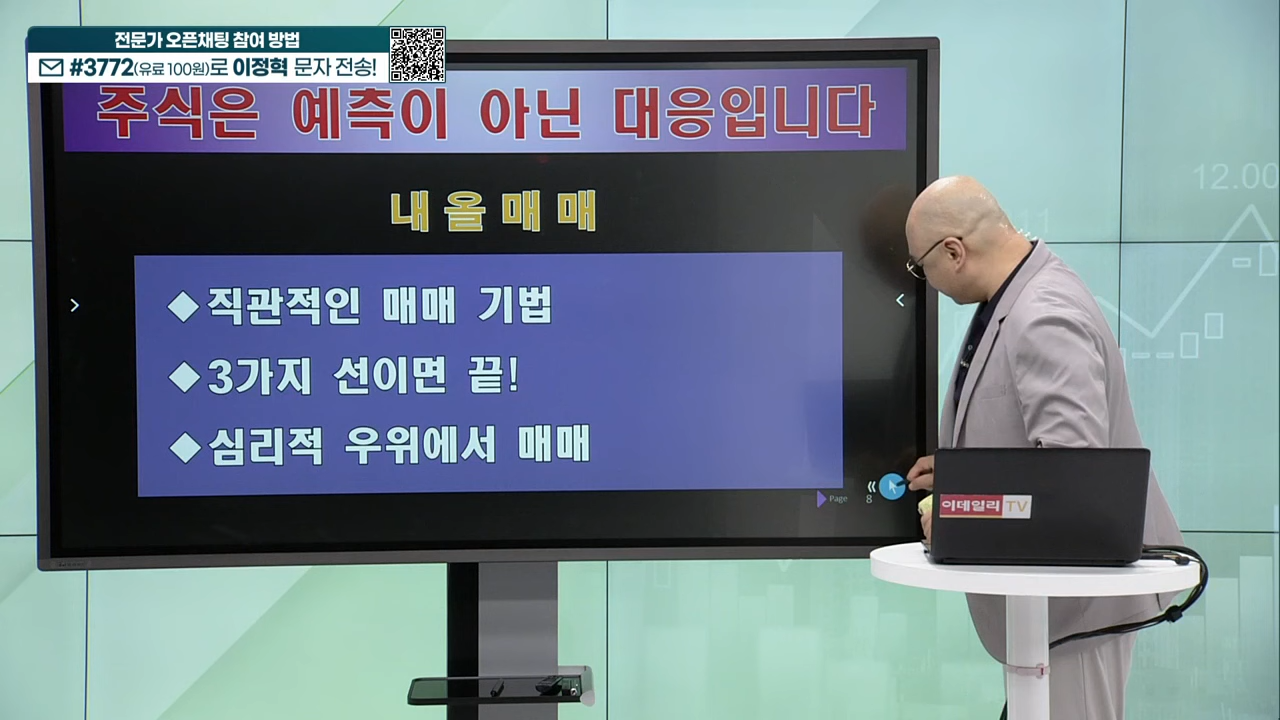 전문가 오픈채팅 참여 방법
#3772(유료 100원)로 이정혁 문자 전송!
주식은 예측이 아닌 대응입니다
내올매매
◆직관적인 매매 기법
◆3가지 선이면 끝!
◆심리적 우위에서 매매
Page 8
이데일리 TV
12.00